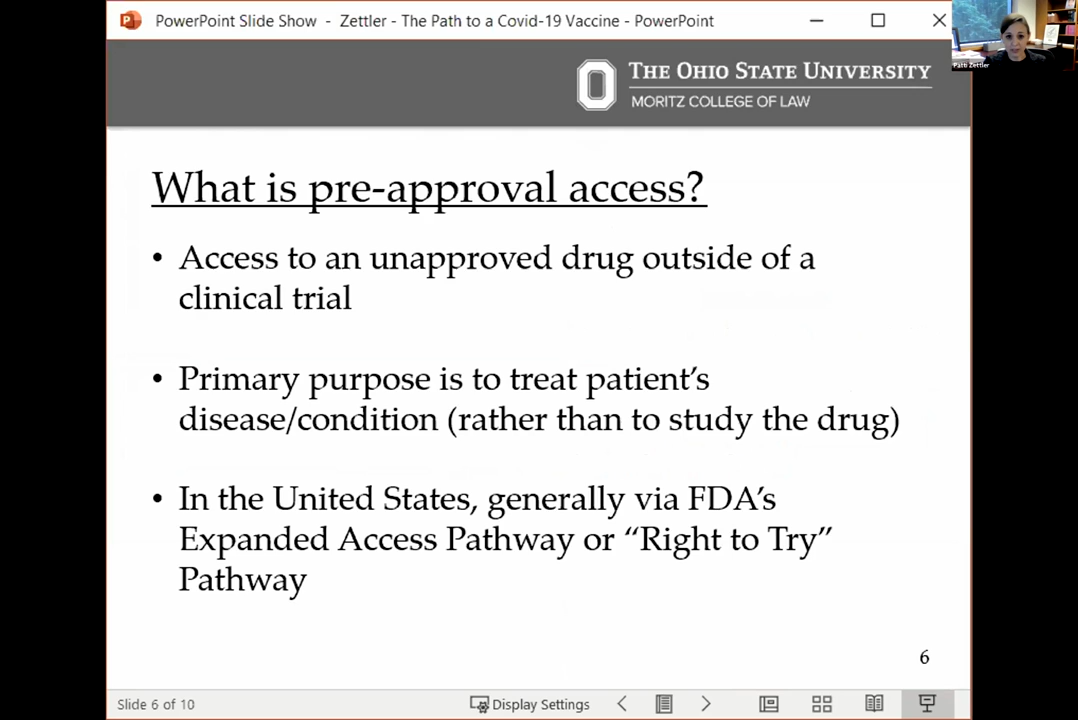 PowerPoint Slide Show - Zettler - The Path to a Covid-19 Vaccine - PowerPoint
Patti Zettler
THE OHIO STATE UNIVERSITY
MORITZ COLLEGE OF LAW
What is pre-approval access?
• Access to an unapproved drug outside of a
clinical trial
• Primary purpose is to treat patient's
disease/condition (rather than to study the drug)
• In the United States, generally via FDA's
Expanded Access Pathway or “Right to Try”
Pathway
6
Slide 6 of 10
Display Settings